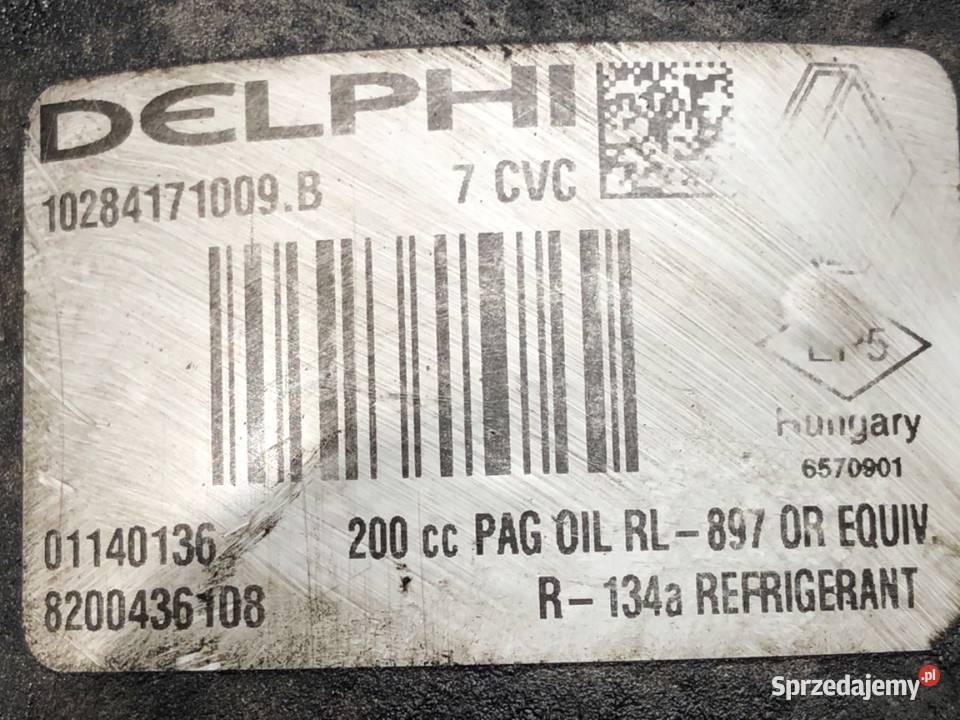 DELPHI
10284171009.B 7 CVC
Hungary
6570901
01140136 200 cc PAG OIL RL-897 OR EQUIV.
8200436108 R-134a REFRIGERANT
Sprzedajemy.pl